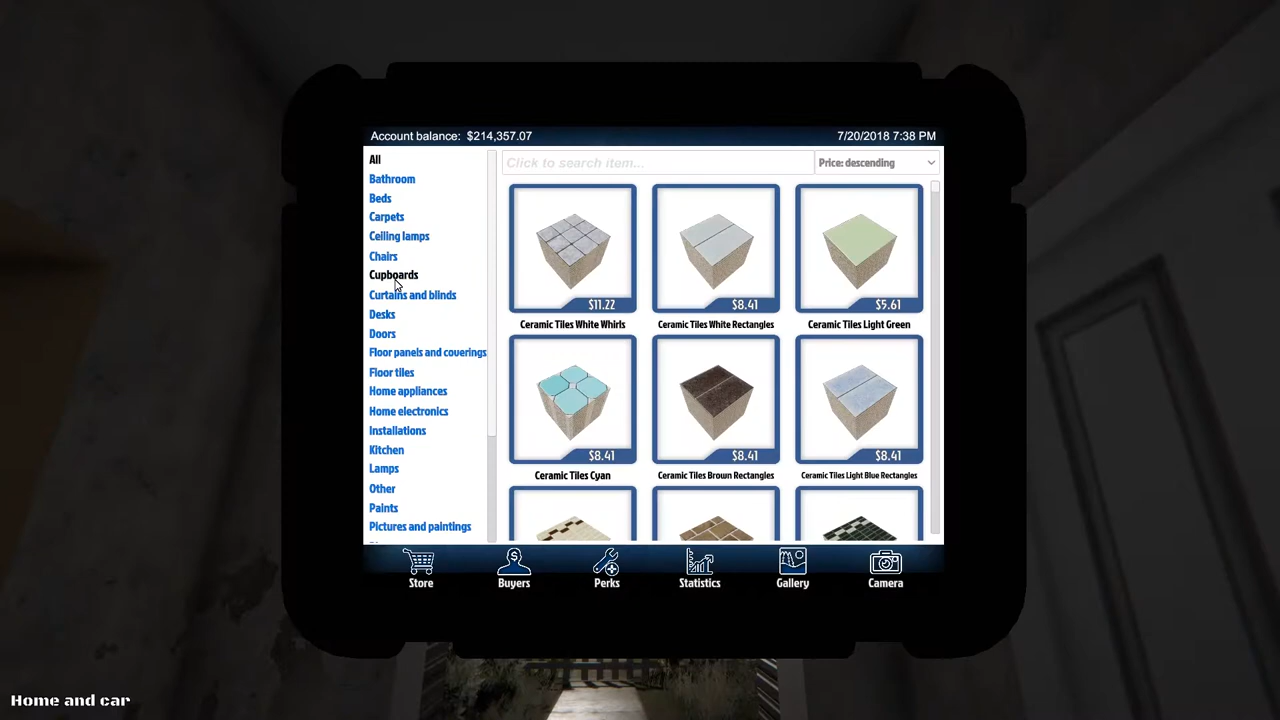 Account balance: $214,357.07
7/20/2018 7:38 PM
All
Bathroom
Beds
Carpets
Ceiling lamps
Chairs
Cupboards
Curtains and blinds
Desks
Doors
Floor panels and coverings
Floor tiles
Home appliances
Home electronics
Installations
Kitchen
Lamps
Other
Paints
Pictures and paintings
Click to search item...
Price: descending
$11.22
$8.41
$5.61
Ceramic Tiles White Whirls
Ceramic Tiles White Rectangles
Ceramic Tiles Light Green
$8.41
$8.41
$8.41
Ceramic Tiles Cyan
Ceramic Tiles Brown Rectangles
Ceramic Tiles Light Blue Rectangles
Store
Buyers
Perks
Statistics
Gallery
Camera
Home and car